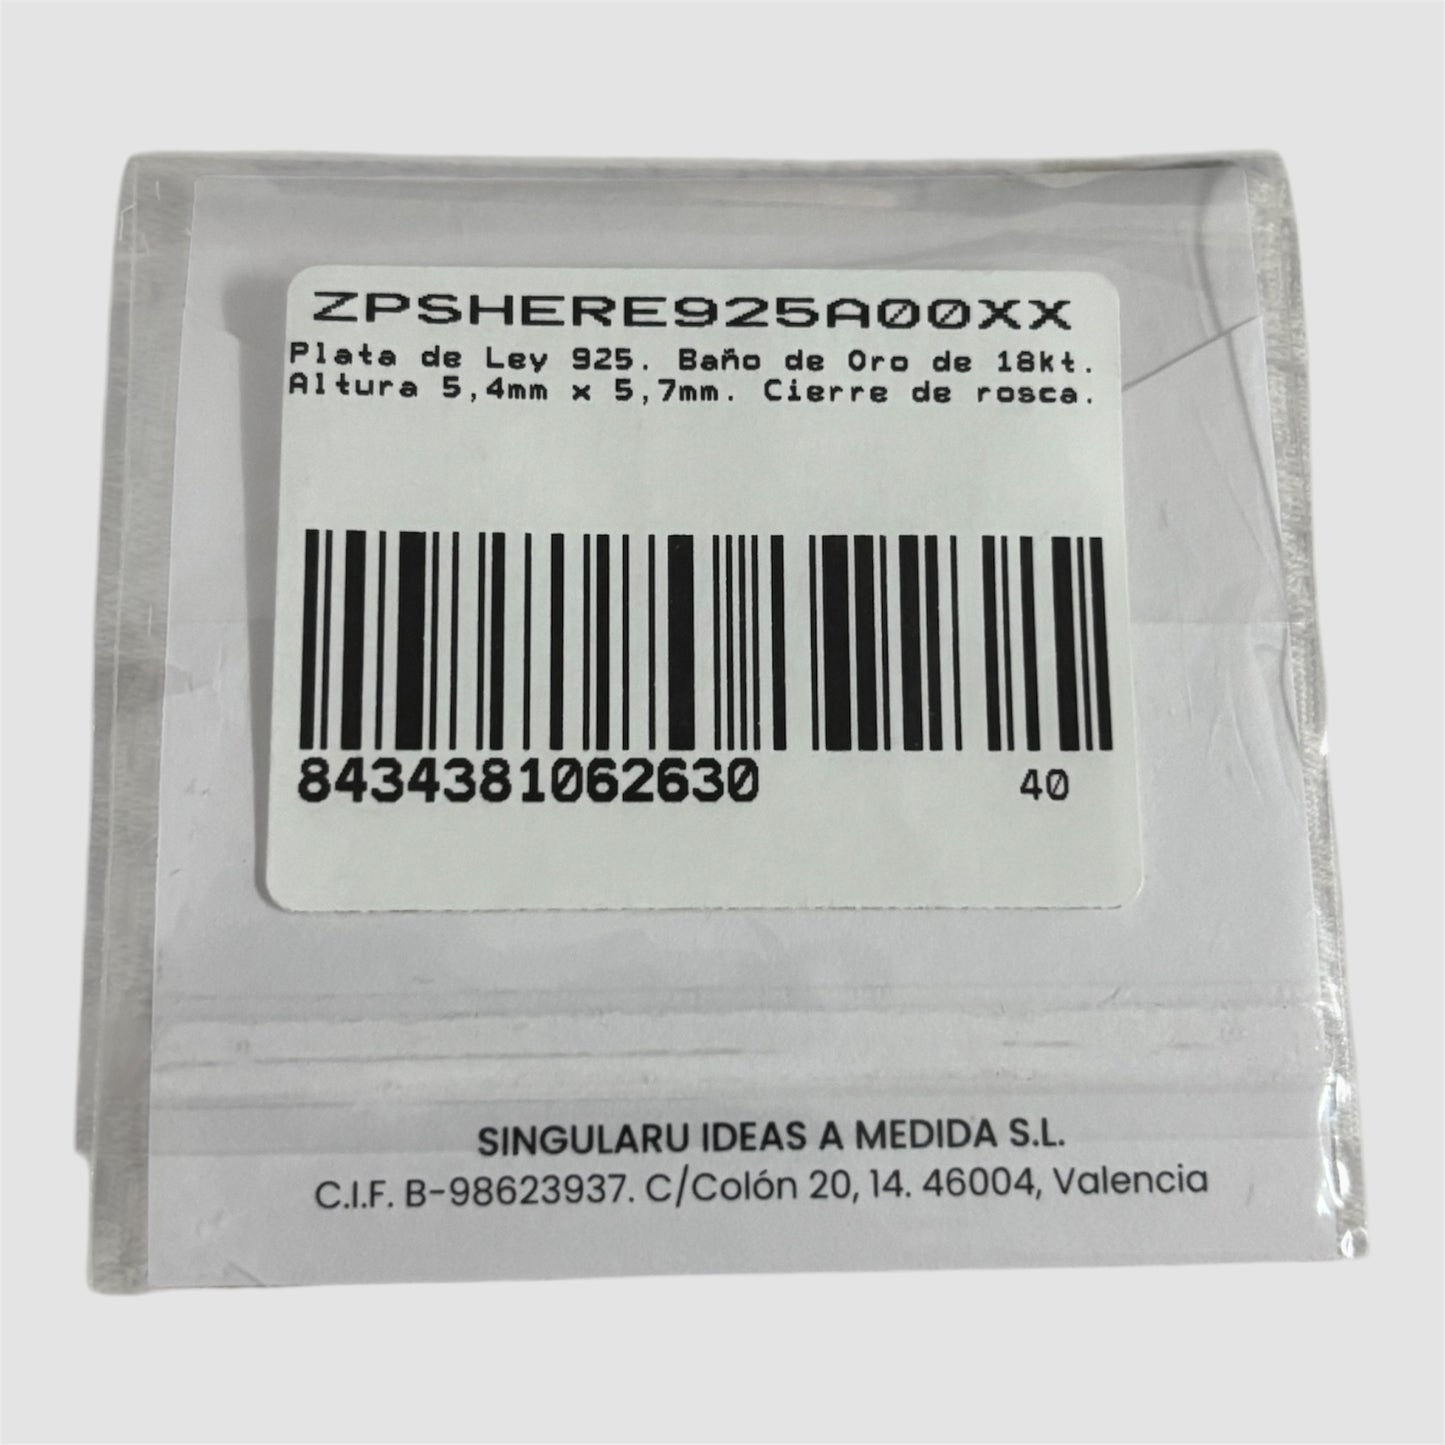 ZPSHERE925A00XX
Plata de Ley 925. Baño de Oro de 18kt.
Altura 5,4mm x 5,7mm. Cierre de rosca.
8434381062630 40
SINGULARU IDEAS A MEDIDA S.L.
C.I.F. B-98623937. C/Colón 20, 14. 46004, Valencia